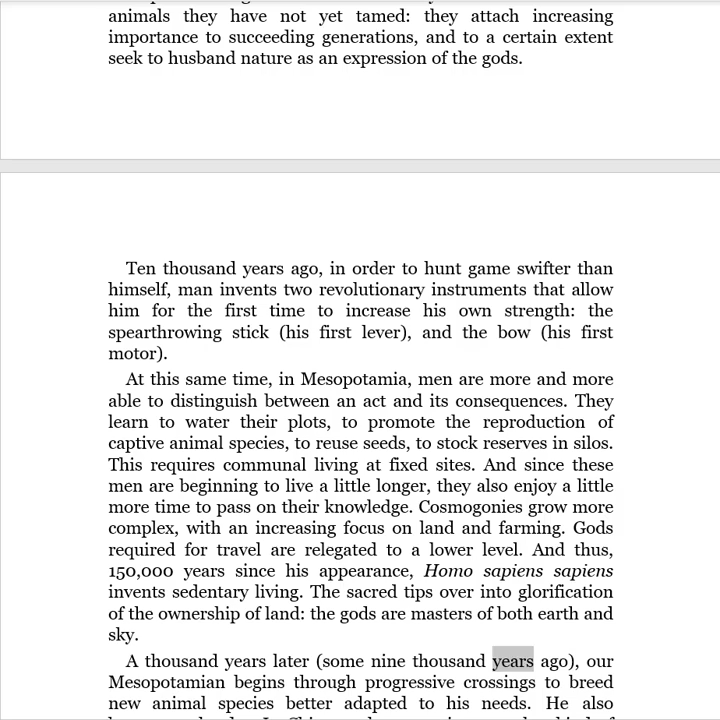 animals they have not yet tamed: they attach increasing
importance to succeeding generations, and to a certain extent
seek to husband nature as an expression of the gods.
Ten thousand years ago, in order to hunt game swifter than
himself, man invents two revolutionary instruments that allow
him for the first time to increase his own strength: the
spearthrowing stick (his first lever), and the bow (his first
motor).
At this same time, in Mesopotamia, men are more and more
able to distinguish between an act and its consequences. They
learn to water their plots, to promote the reproduction of
captive animal species, to reuse seeds, to stock reserves in silos.
This requires communal living at fixed sites. And since these
men are beginning to live a little longer, they also enjoy a little
more time to pass on their knowledge. Cosmogonies grow more
complex, with an increasing focus on land and farming. Gods
required for travel are relegated to a lower level. And thus,
150,000 years since his appearance, Homo sapiens sapiens
invents sedentary living. The sacred tips over into glorification
of the ownership of land: the gods are masters of both earth and
sky.
A thousand years later (some nine thousand years ago), our
Mesopotamian begins through progressive crossings to breed
new animal species better adapted to his needs. He also